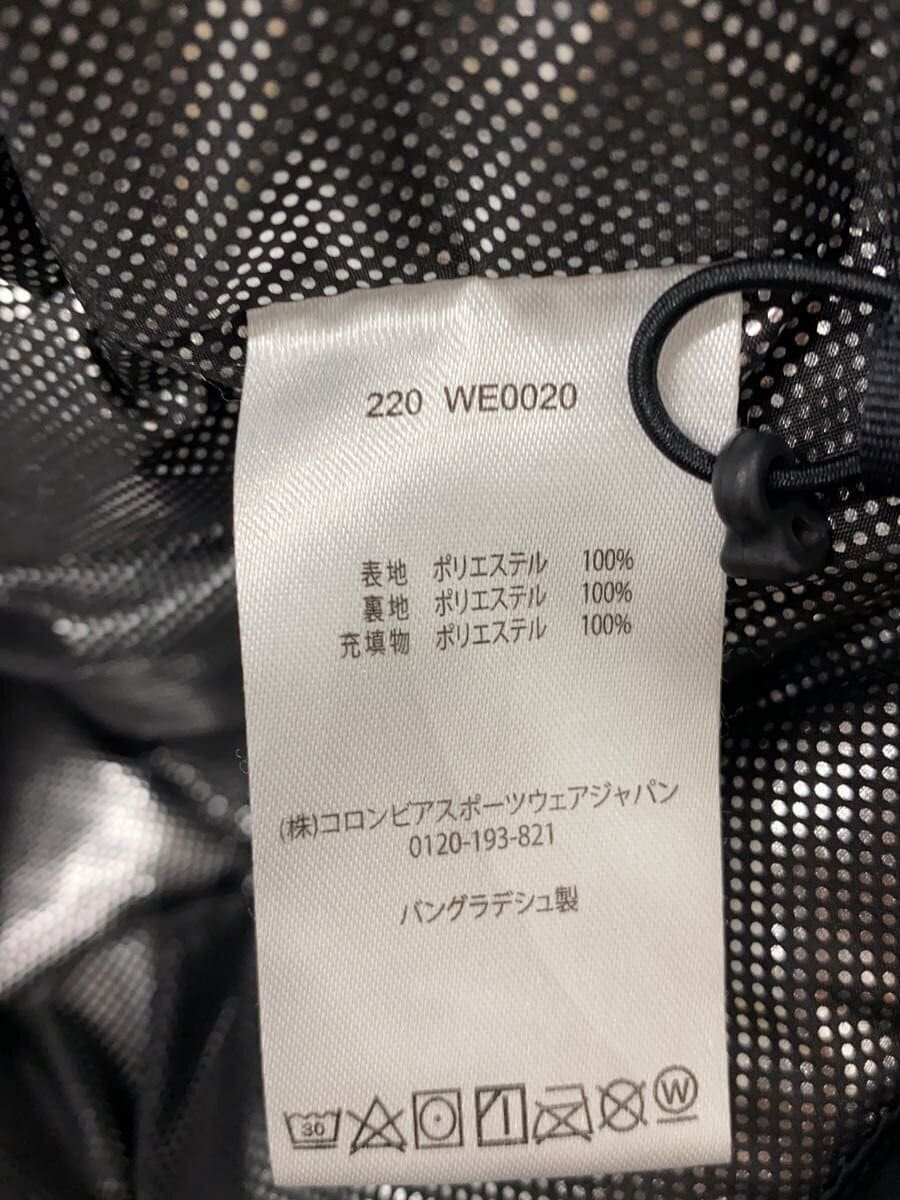 220 WE0020
表地 ポリエステル 100%
裏地 ポリエステル 100%
充填物 ポリエステル 100%
(株)コロンビアスポーツウェアジャパン
0120-193-821
バングラデシュ製
30 W